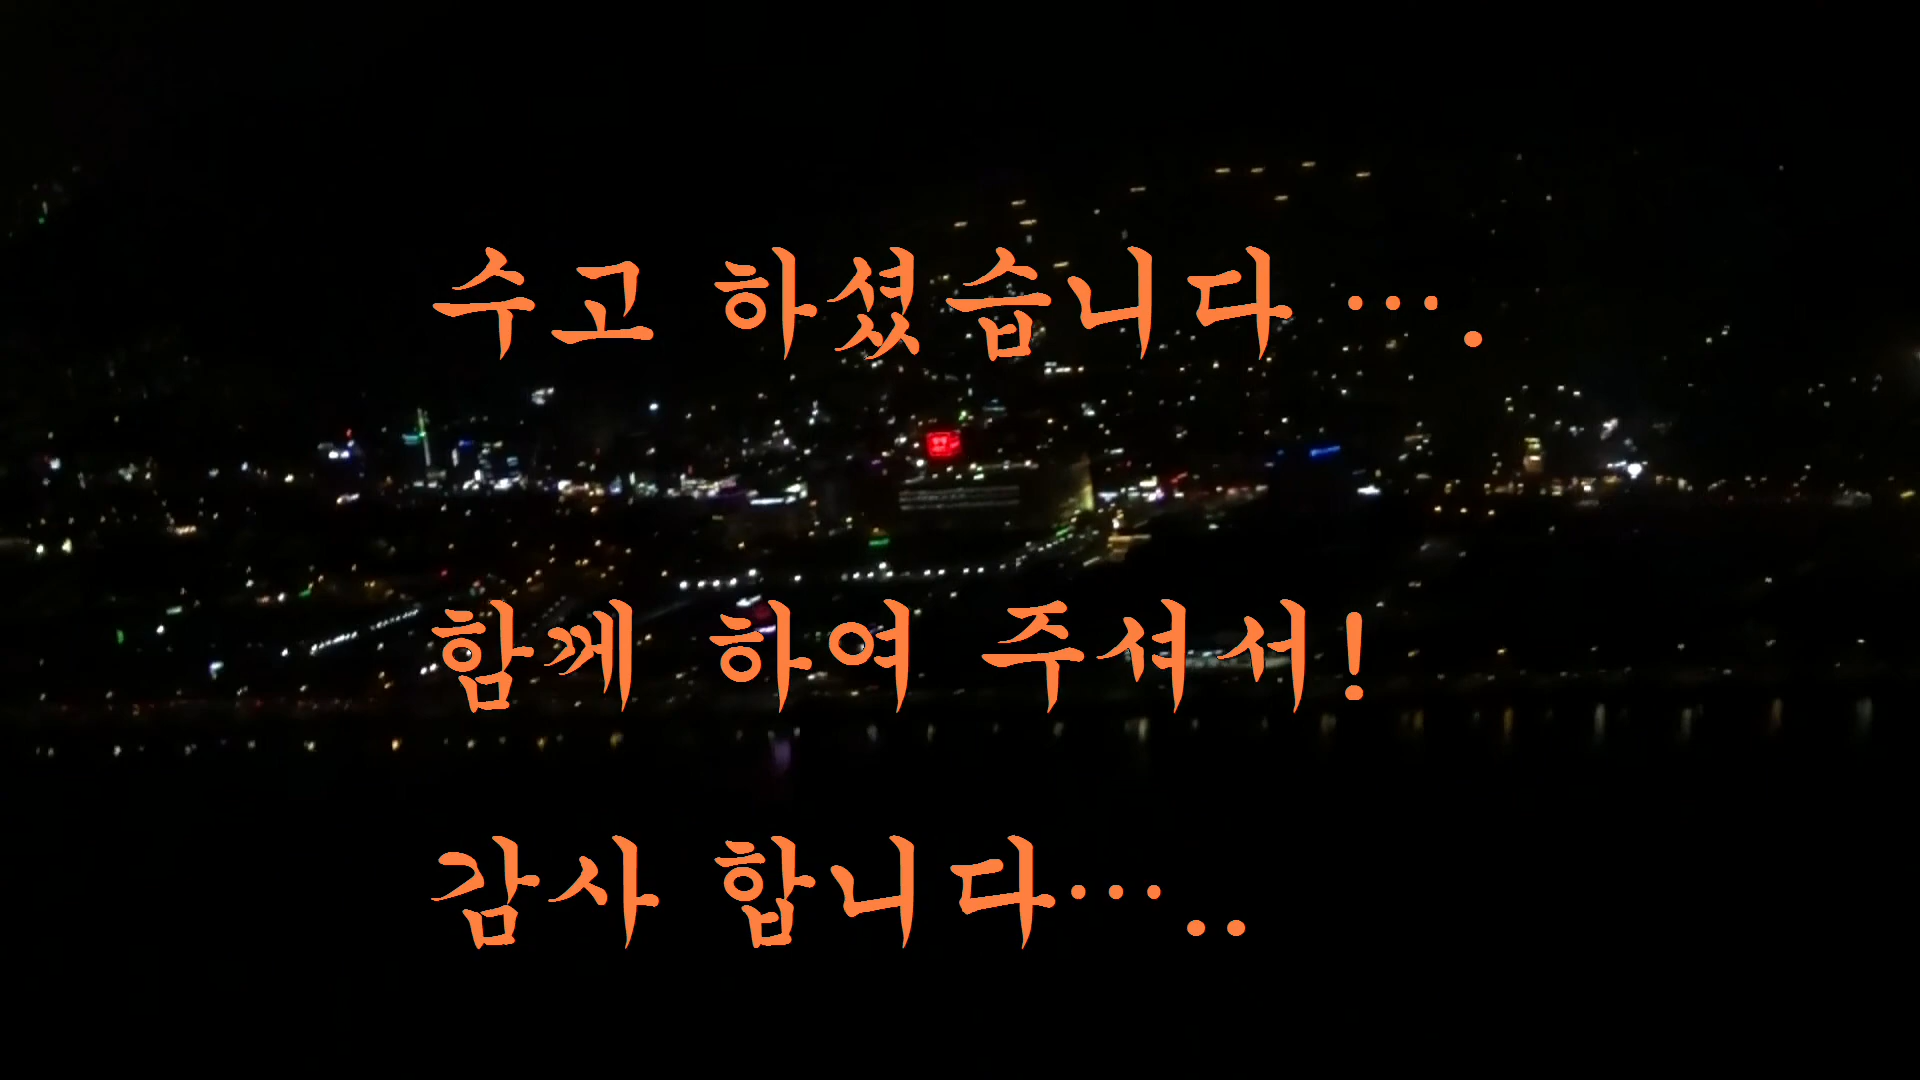 수고 하셨습니다 ….
함께 하여 주셔서!
감사 합니다…..